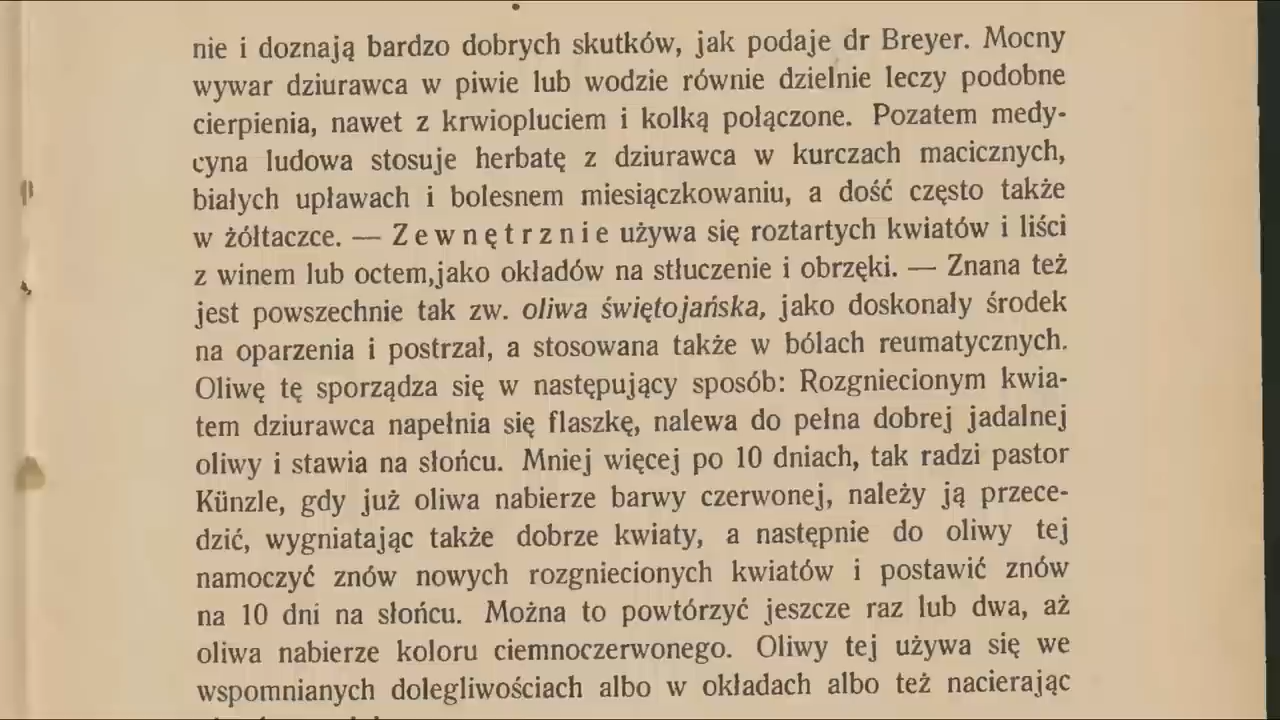 nie i doznają bardzo dobrych skutków, jak podaje dr Breyer. Mocny
wywar dziurawca w piwie lub wodzie równie dzielnie leczy podobne
cierpienia, nawet z krwiopluciem i kolką połączone. Pozatem medy-
cyna ludowa stosuje herbatę z dziurawca w kurczach macicznych,
białych upławach i bolesnem miesiączkowaniu, a dość często także
w żółtaczce. — Zewnętrznie używa się roztartych kwiatów i liści
z winem lub octem,jako okładów na stłuczenie i obrzęki. — Znana też
jest powszechnie tak zw. oliwa świętojańska, jako doskonały środek
na oparzenia i postrzał, a stosowana także w bólach reumatycznych.
Oliwę tę sporządza się w następujący sposób: Rozgniecionym kwia-
tem dziurawca napełnia się flaszkę, nalewa do pełna dobrej jadalnej
oliwy i stawia na słońcu. Mniej więcej po 10 dniach, tak radzi pastor
Künzle, gdy już oliwa nabierze barwy czerwonej, należy ją przece-
dzić, wygniatając także dobrze kwiaty, a następnie do oliwy tej
namoczyć znów nowych rozgniecionych kwiatów i postawić znów
na 10 dni na słońcu. Można to powtórzyć jeszcze raz lub dwa, aż
oliwa nabierze koloru ciemnoczerwonego. Oliwy tej używa się we
wspomnianych dolegliwościach albo w okładach albo też nacierając